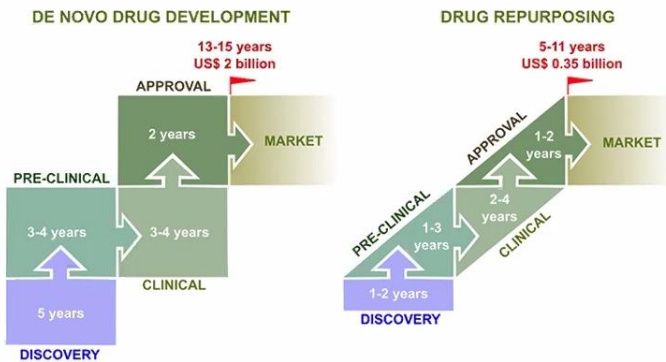 DE NOVO DRUG DEVELOPMENT
13-15 years
US$ 2 billion
APPROVAL
2 years
MARKET
PRE-CLINICAL
3-4 years
3-4 years
CLINICAL
5 years
DISCOVERY
DRUG REPURPOSING
5-11 years
US$ 0.35 billion
APPROVAL
1-2
years
MARKET
PRE-CLINICAL
1-3
years
2-4
years
CLINICAL
1-2 years
DISCOVERY